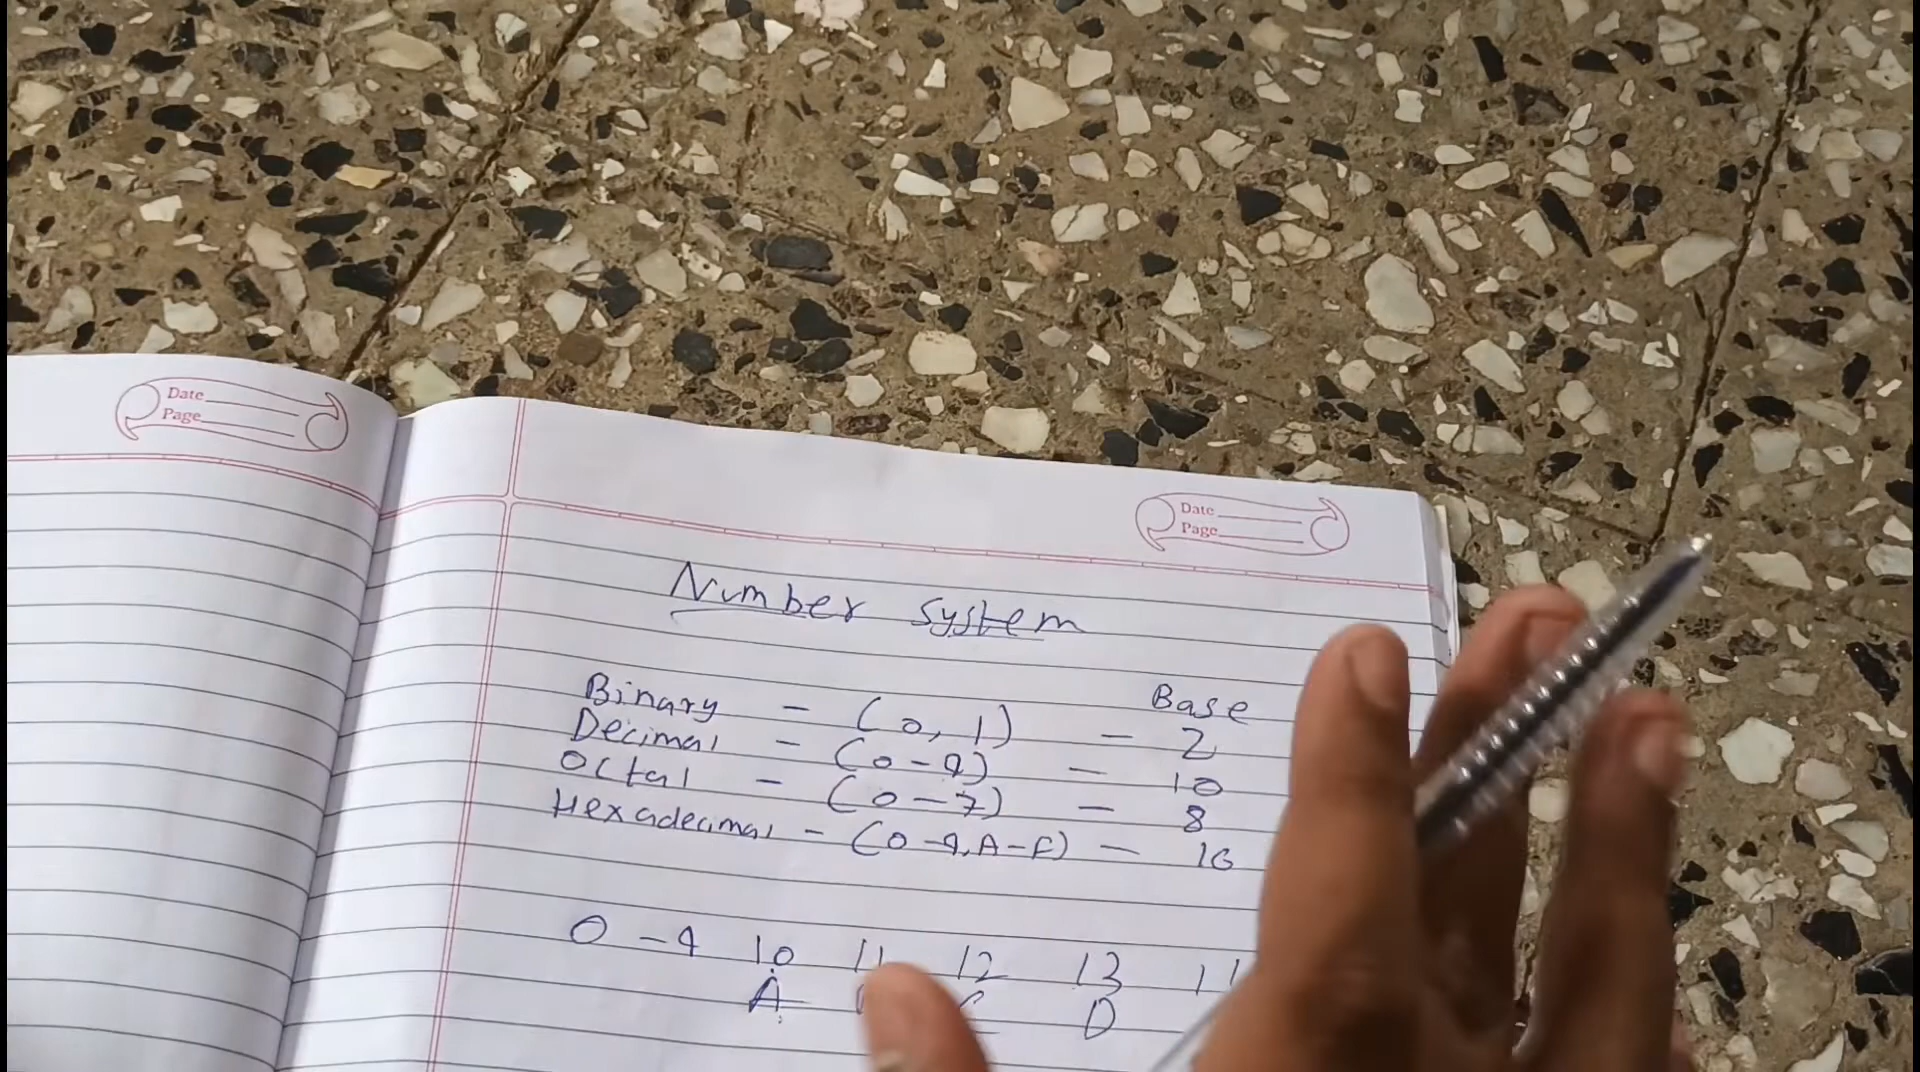 Date
Page
Date
Page
Number System
Base
Binary - (0, 1) - 2
Decimal - (0-9) - 10
Octal - (0-7) - 8
Hexadecimal - (0-9, A-F) - 16
0-9 10 11 12 13
A C D